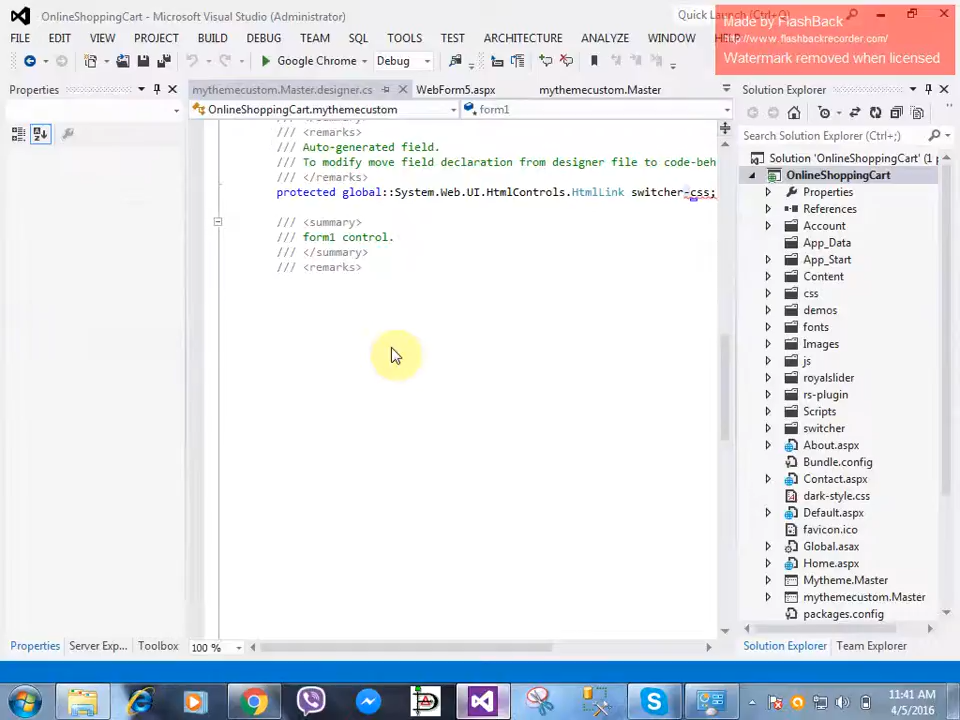 OnlineShoppingCart - Microsoft Visual Studio (Administrator)
Quick Launch (Ctrl+Q)
Made by FlashBack
http://www.flashbackrecorder.com/
Watermark removed when licensed
FILE EDIT VIEW PROJECT BUILD DEBUG TEAM SQL TOOLS TEST ARCHITECTURE ANALYZE WINDOW
Google Chrome Debug
Properties
mythemecustom.Master.designer.cs WebForm5.aspx mythemecustom.Master
Solution Explorer
OnlineShoppingCart.mythemecustom form1
Search Solution Explorer (Ctrl+;)
/// <remarks>
/// Auto-generated field.
/// To modify move field declaration from designer file to code-beh
/// </remarks>
protected global::System.Web.UI.HtmlControls.HtmlLink switcher-css;
/// <summary>
/// form1 control.
/// </summary>
/// <remarks>
Solution 'OnlineShoppingCart' (1 p
OnlineShoppingCart
Properties
References
Account
App_Data
App_Start
Content
css
demos
fonts
Images
js
royalslider
rs-plugin
Scripts
switcher
About.aspx
Bundle.config
Contact.aspx
dark-style.css
Default.aspx
favicon.ico
Global.asax
Home.aspx
Mytheme.Master
mythemecustom.Master
packages.config
Properties Server Exp... Toolbox
100 %
Solution Explorer Team Explorer
11:41 AM
4/5/2016